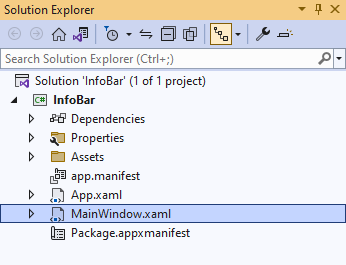 Solution Explorer
Search Solution Explorer (Ctrl+;)
Solution 'InfoBar' (1 of 1 project)
C# InfoBar
Dependencies
Properties
Assets
app.manifest
App.xaml
MainWindow.xaml
Package.appxmanifest